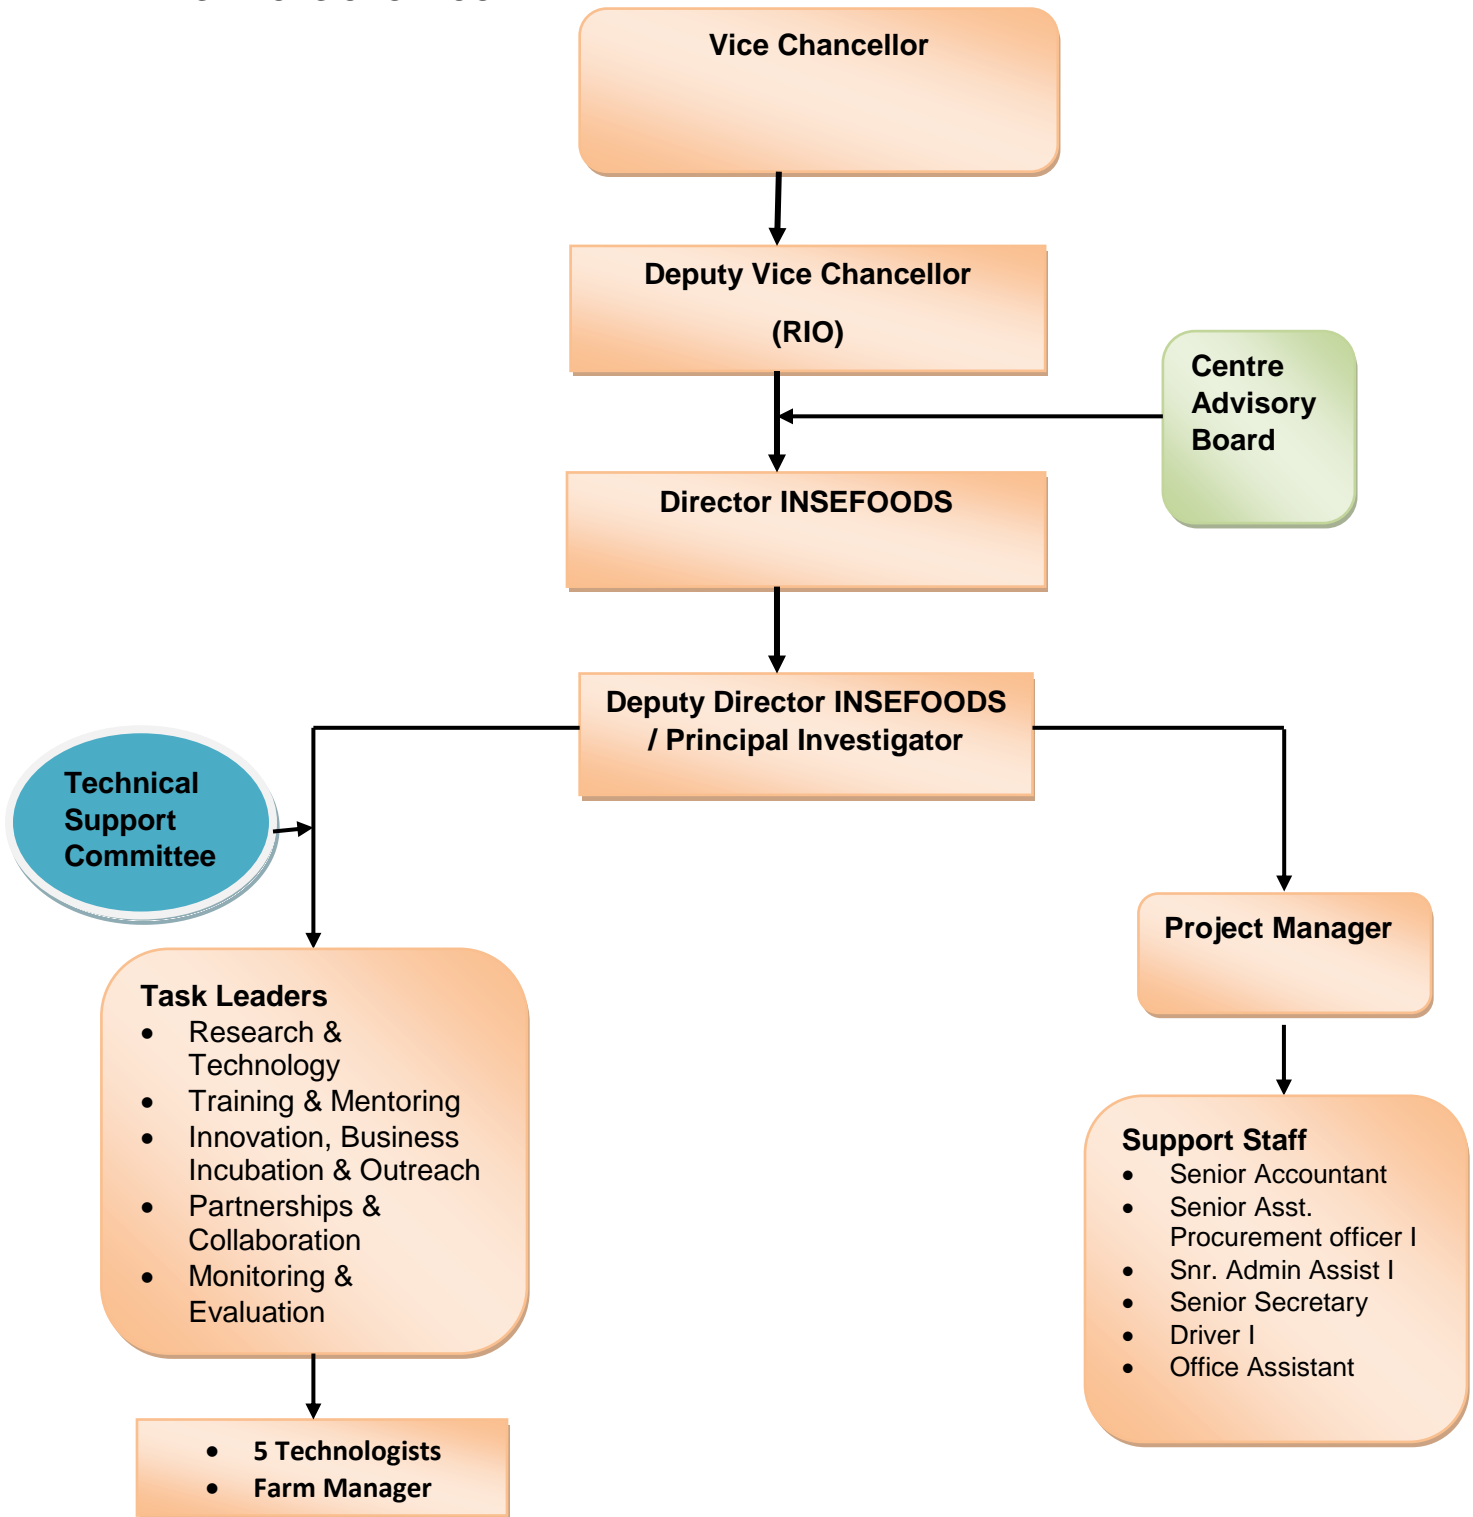 Vice Chancellor
Deputy Vice Chancellor
(RIO)
Centre
Advisory
Board
Director INSEFOODS
Deputy Director INSEFOODS
/ Principal Investigator
Technical
Support
Committee
Project Manager
Task Leaders
• Research &
Technology
• Training & Mentoring
• Innovation, Business
Incubation & Outreach
• Partnerships &
Collaboration
• Monitoring &
Evaluation
Support Staff
• Senior Accountant
• Senior Asst.
Procurement officer I
• Snr. Admin Assist I
• Senior Secretary
• Driver I
• Office Assistant
• 5 Technologists
• Farm Manager